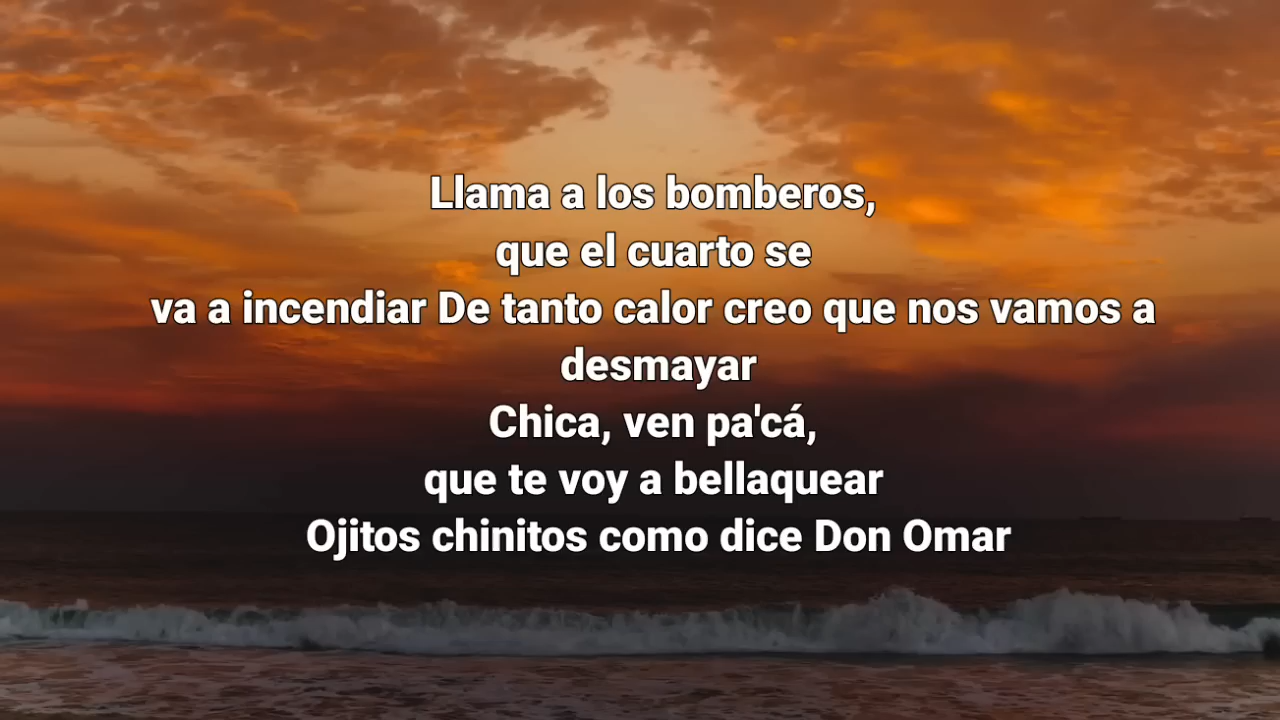 Llama a los bomberos,
que el cuarto se
va a incendiar De tanto calor creo que nos vamos a
desmayar
Chica, ven pa'cá,
que te voy a bellaquear
Ojitos chinitos como dice Don Omar